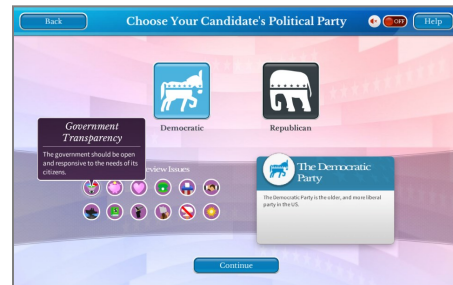 Back
Choose Your Candidate's Political Party
OFF
Help
Democratic
Republican
Government
Transparency
The government should be open
and responsive to the needs of its
citizens.
eview Issues
The Democratic
Party
The Democratic Party is the older, and more liberal
party in the US.
Continue